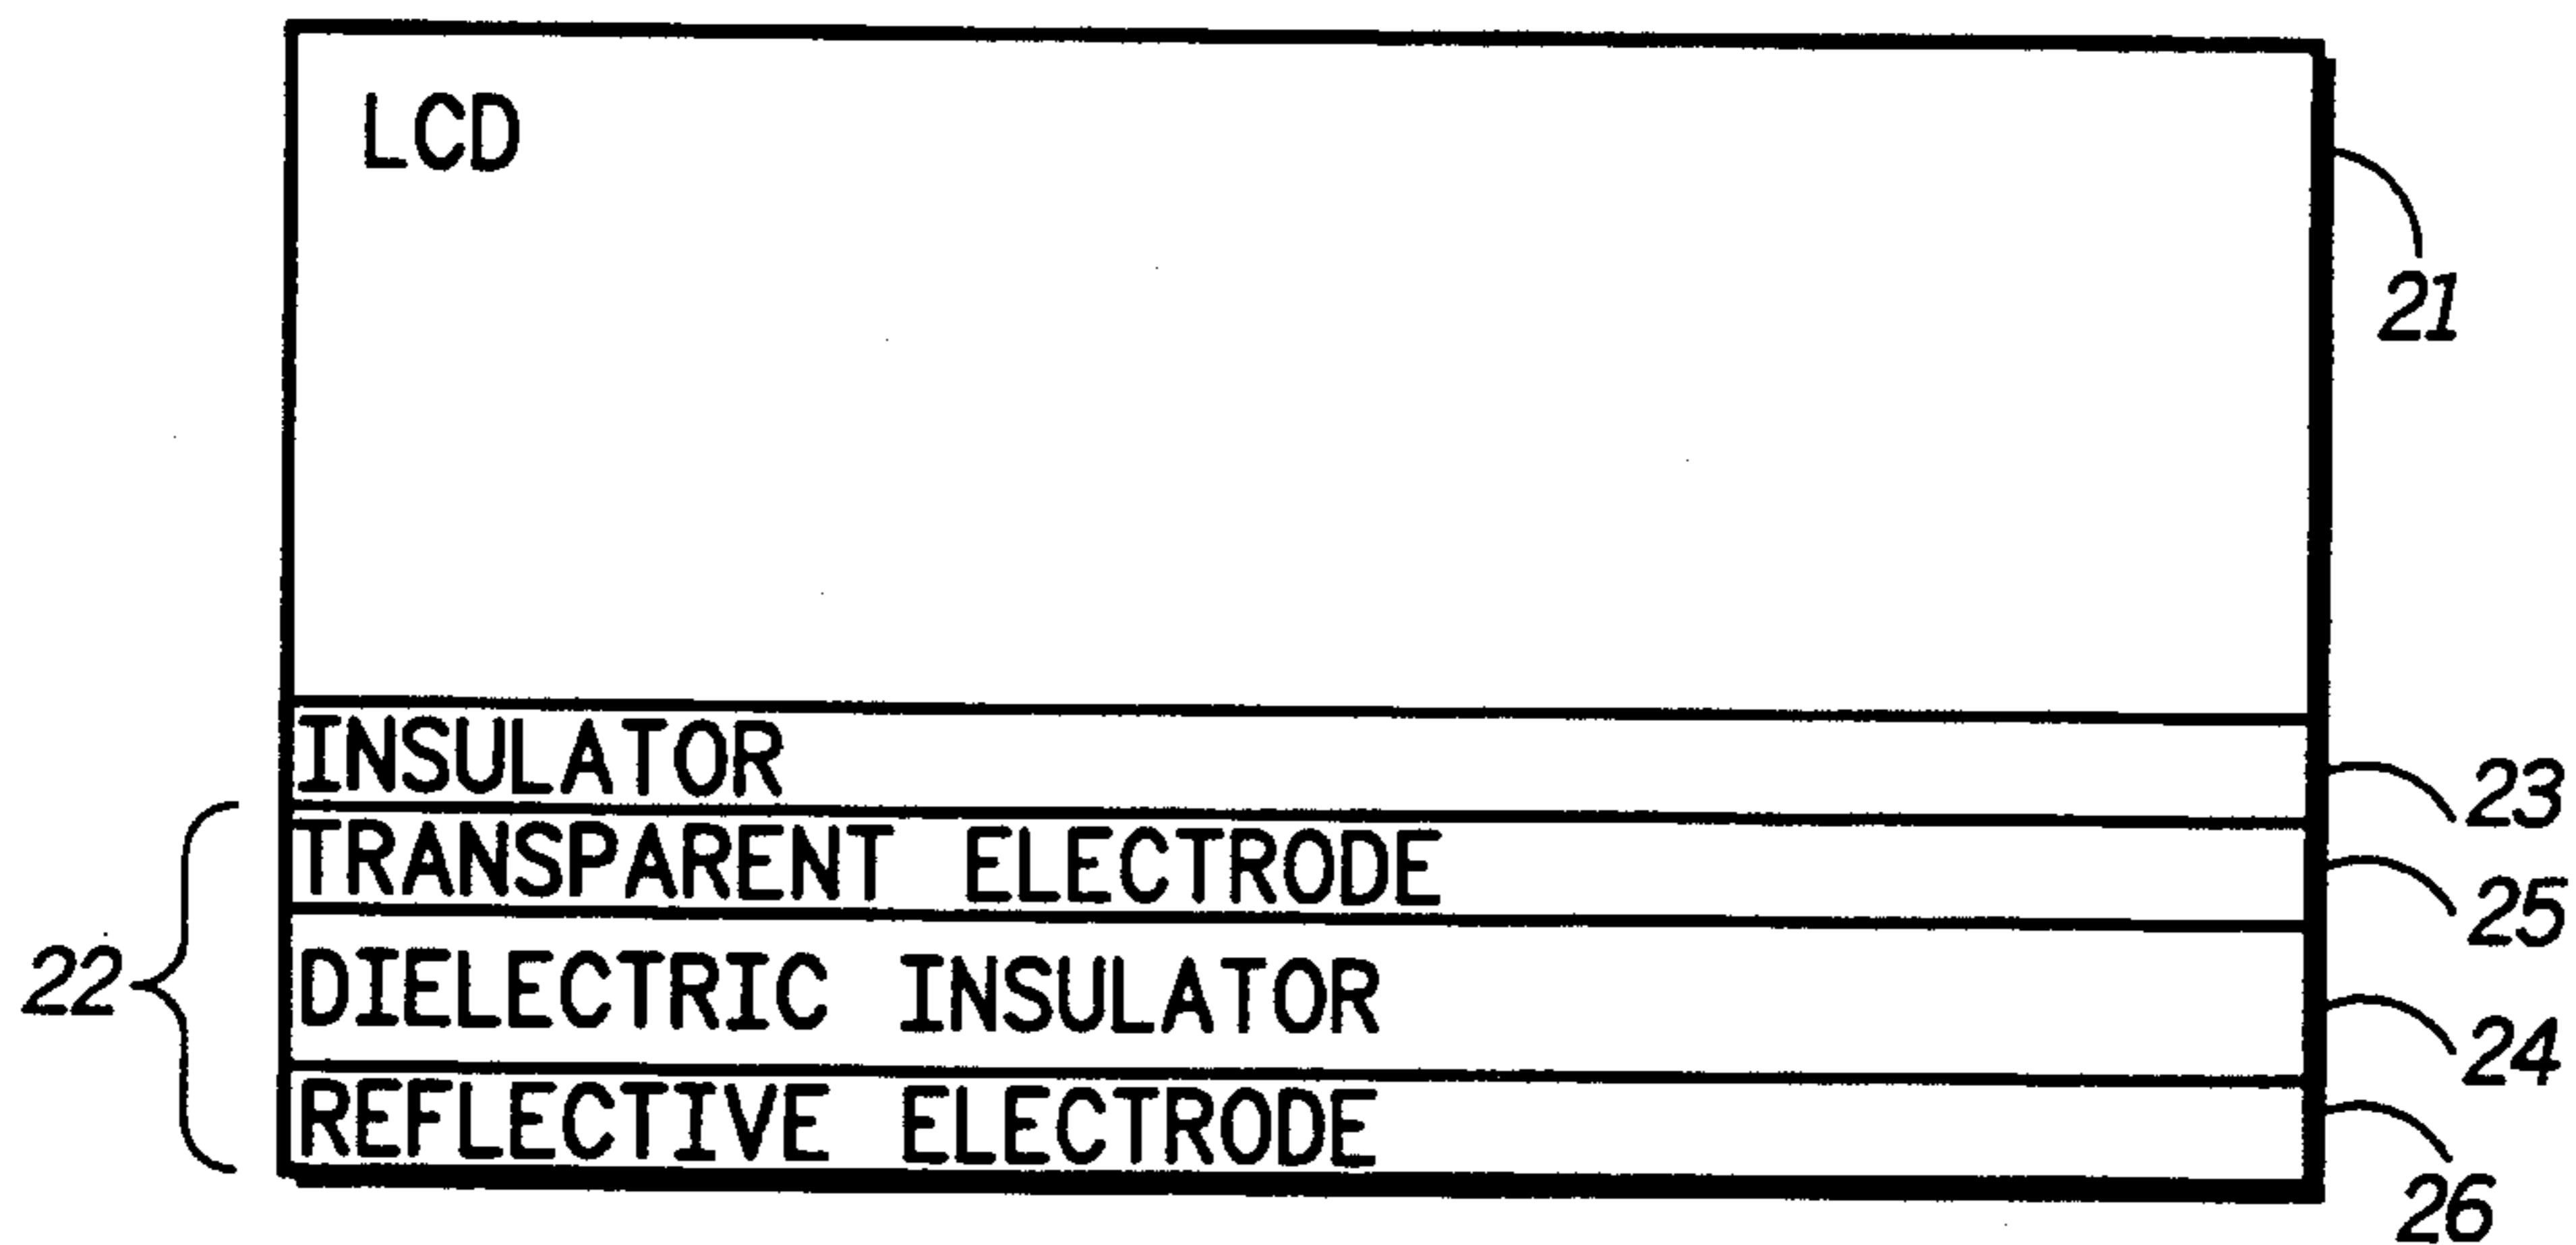 LCD
21
INSULATOR
23
TRANSPARENT ELECTRODE
25
22
DIELECTRIC INSULATOR
24
REFLECTIVE ELECTRODE
26